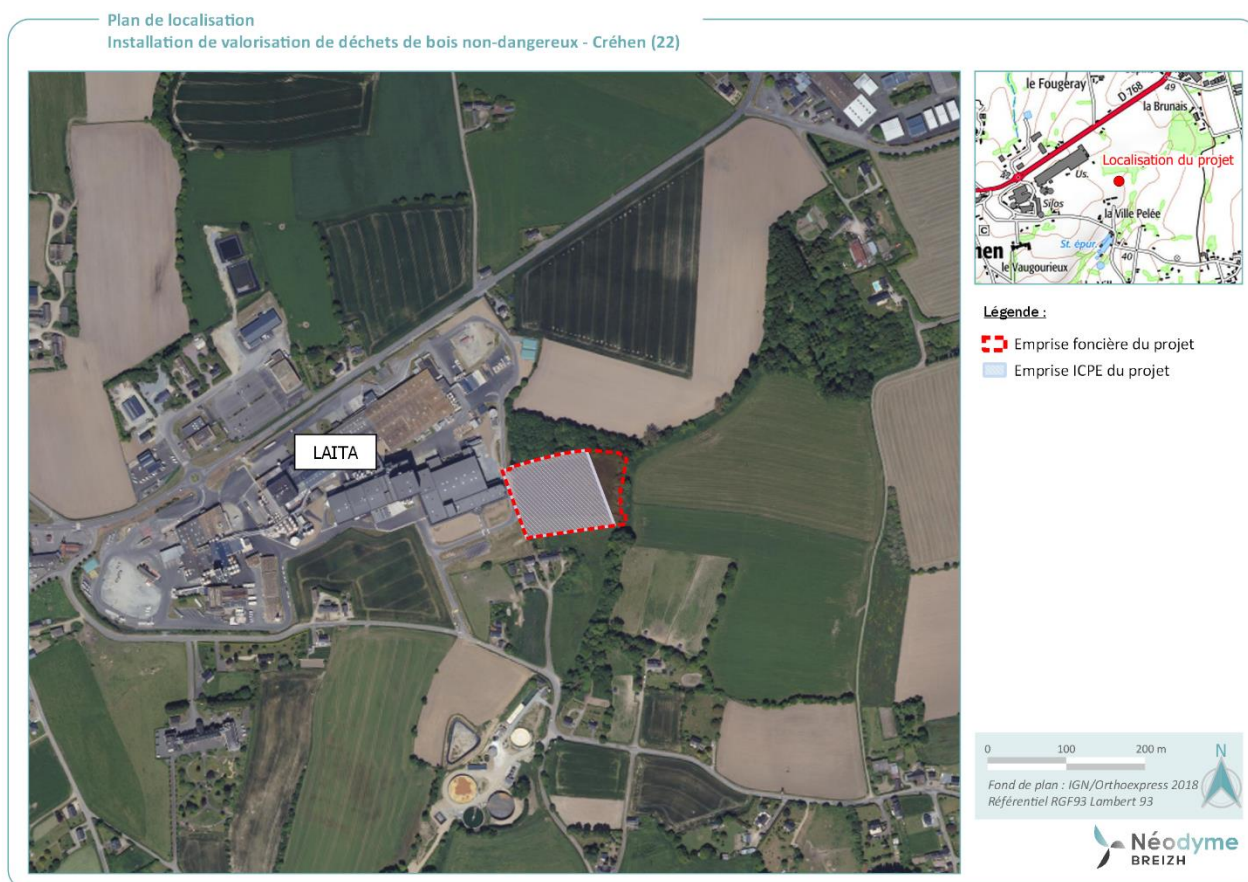 Plan de localisation
Installation de valorisation de déchets de bois non-dangereux - Créhen (22)
LAITA
le Fougeray
D 768
49
la Brunais
Localisation du projet
Us.
Silos
la Ville Pelée
C
St. épur.
hen
le Vaugourieux
40
Légende :
Emprise foncière du projet
Emprise ICPE du projet
0 100 200 m
N
Fond de plan : IGN/Orthoexpress 2018
Référentiel RGF93 Lambert 93
Néodyme
BREIZH